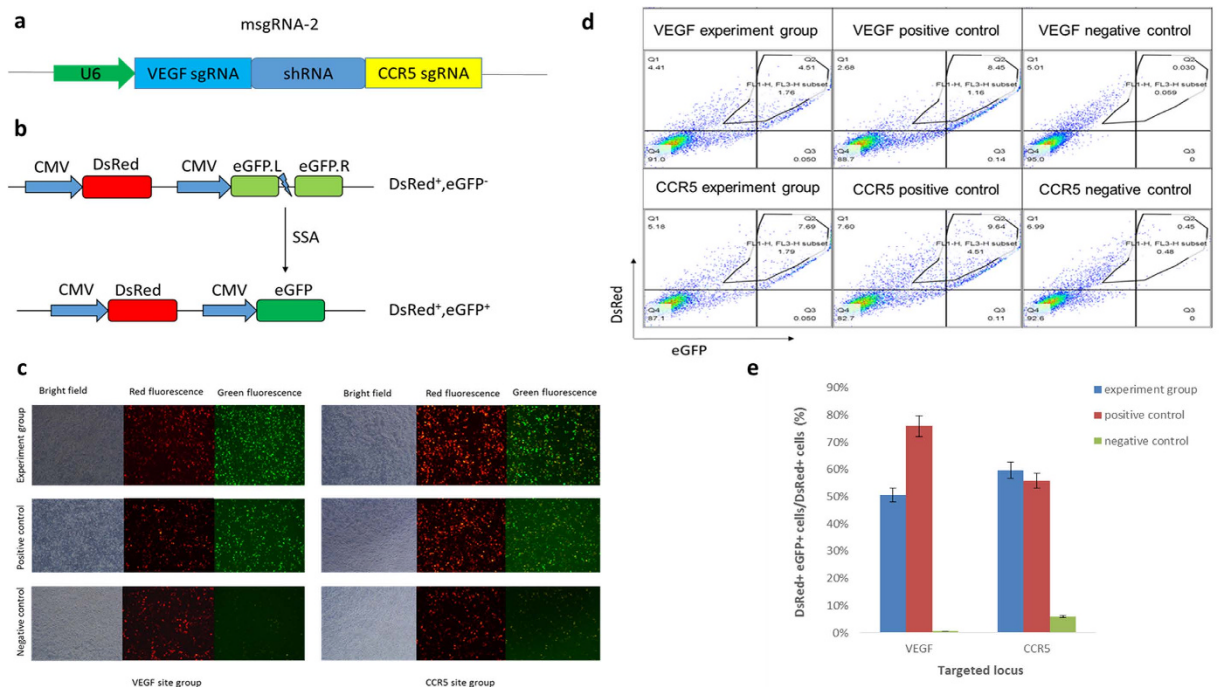 a
msgRNA-2
U6 VEGF sgRNA shRNA CCR5 sgRNA
b
CMV DsRed CMV eGFP.L eGFP.R
DsRed⁺,eGFP⁻
SSA
CMV DsRed CMV eGFP
DsRed⁺,eGFP⁺
c
Bright field Red fluorescence Green fluorescence Bright field Red fluorescence Green fluorescence
Experiment group
Positive control
Negative control
VEGF site group CCR5 site group
d
VEGF experiment group VEGF positive control VEGF negative control
Q1 Q2 Q1 Q2 Q1 Q2
4.41 4.51 2.68 8.45 5.01 0.030
FL1-H, FL3-H subset FL1-H, FL3-H subset FL1-H, FL3-H subset
1.76 1.16 0.059
Q4 Q3 Q4 Q3 Q4 Q3
91.0 0.050 88.7 0.14 95.0 0
CCR5 experiment group CCR5 positive control CCR5 negative control
Q1 Q2 Q1 Q2 Q1 Q2
5.18 7.69 7.60 9.64 6.99 0.45
FL1-H, FL3-H subset FL1-H, FL3-H subset FL1-H, FL3-H subset
1.79 4.51 0.46
Q4 Q3 Q4 Q3 Q4 Q3
87.1 0.050 82.7 0.11 92.6 0
DsRed
eGFP
e
DsRed+ eGFP+ cells/DsRed+ cells (%)
90%
80%
70%
60%
50%
40%
30%
20%
10%
0%
experiment group
positive control
negative control
VEGF CCR5
Targeted locus